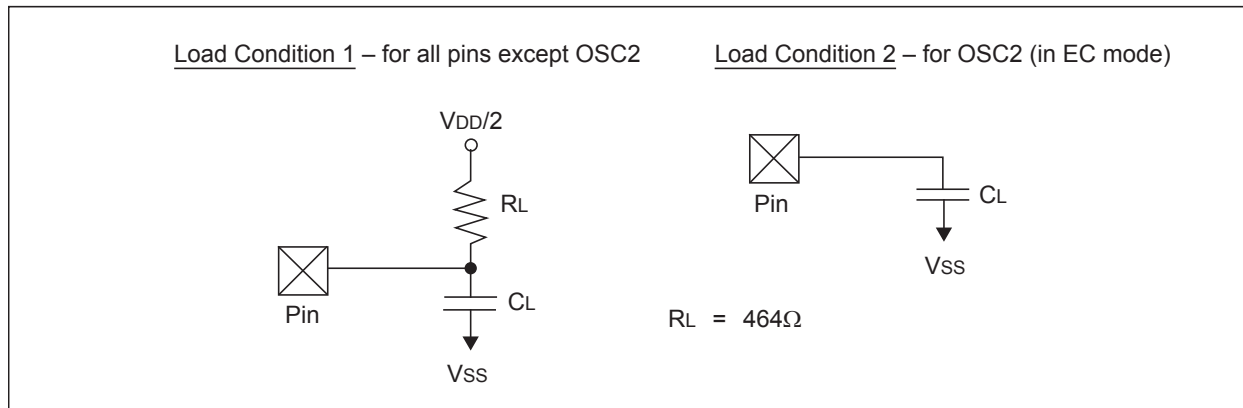 Load Condition 1 – for all pins except OSC2
Load Condition 2 – for OSC2 (in EC mode)
VDD/2
RL
Pin
CL
VSS
Pin
CL
VSS
RL = 464Ω